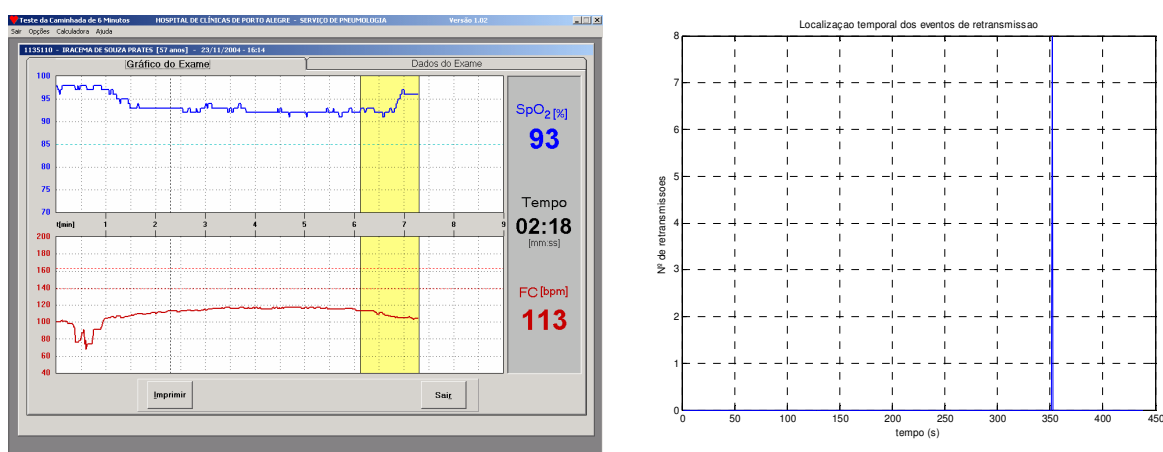 Teste da Caminhada de 6 Minutos HOSPITAL DE CLÍNICAS DE PORTO ALEGRE - SERVIÇO DE PNEUMOLOGIA Versão 1.02
Sair Opções Calculadora Ajuda
1135110 - IRACEMA DE SOUZA PRATES [57 anos] - 23/11/2004 - 16:14
Gráfico do Exame Dados do Exame
100
95
90
85
80
75
70
t[min] 1 2 3 4 5 6 7 8 9
200
180
160
140
120
100
80
60
40
SpO2 [%]
93
Tempo
02:18
[mm:ss]
FC [bpm]
113
Imprimir Sair
Localizaçao temporal dos eventos de retransmissao
Nº de retransmissoes
8
7
6
5
4
3
2
1
0
0 50 100 150 200 250 300 350 400 450
tempo (s)